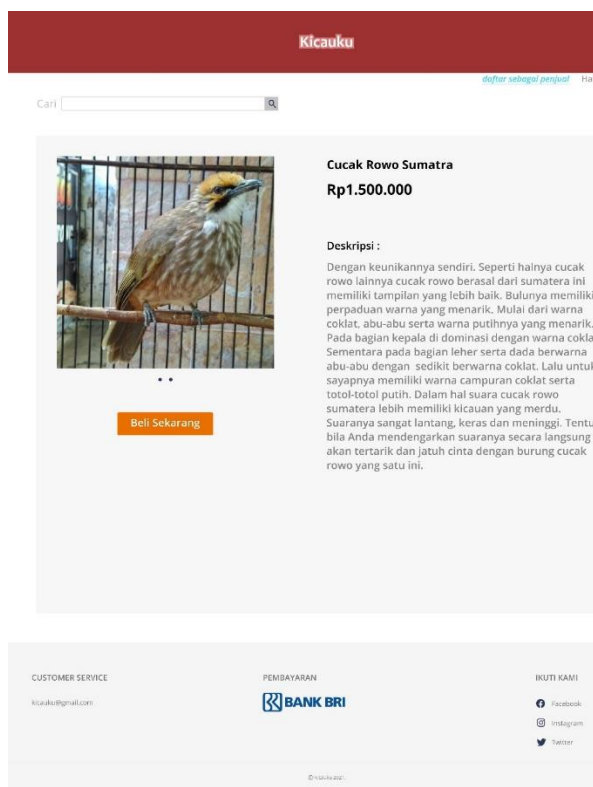 Kicauku
daftar sebagai penjual
Cari
Cucak Rowo Sumatra
Rp1.500.000
Deskripsi :
Dengan keunikannya sendiri. Seperti halnya cucak
rowo lainnya cucak rowo berasal dari sumatera ini
memiliki tampilan yang lebih baik. Bulunya memiliki
perpaduan warna yang menarik. Mulai dari warna
coklat, abu-abu serta warna putihnya yang menarik.
Pada bagian kepala di dominasi dengan warna cokla
Sementara pada bagian leher serta dada berwarna
abu-abu dengan sedikit berwarna coklat. Lalu untuk
sayapnya memiliki warna campuran coklat serta
totol-totol putih. Dalam hal suara cucak rowo
sumatera lebih memiliki kicauan yang merdu.
Suaranya sangat lantang, keras dan meninggi. Tentu
bila Anda mendengarkan suaranya secara langsung
akan tertarik dan jatuh cinta dengan burung cucak
rowo yang satu ini.
Beli Sekarang
CUSTOMER SERVICE
kicauku@gmail.com
PEMBAYARAN
BANK BRI
IKUTI KAMI
Facebook
Instagram
Twitter